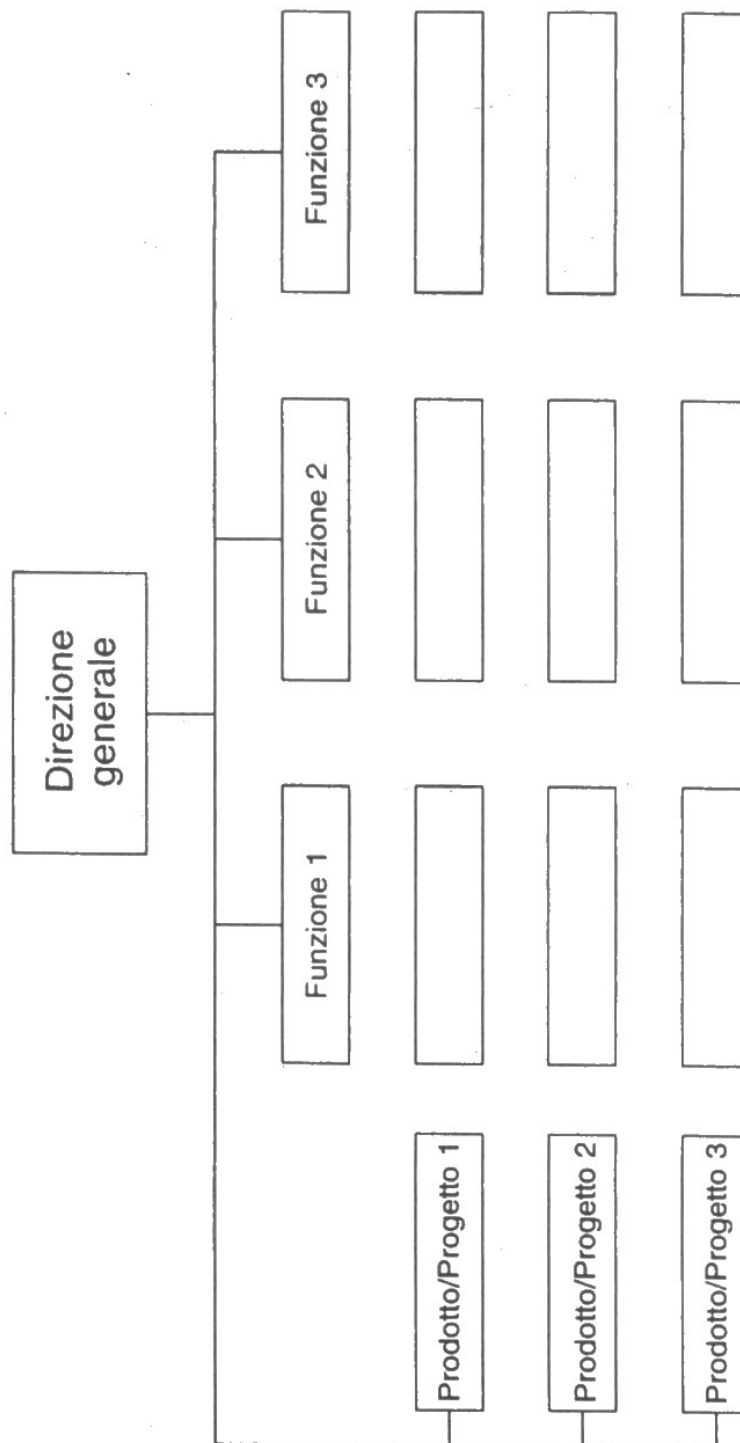 Direzione
generale
Funzione 1
Funzione 2
Funzione 3
Prodotto/Progetto 1
Prodotto/Progetto 2
Prodotto/Progetto 3